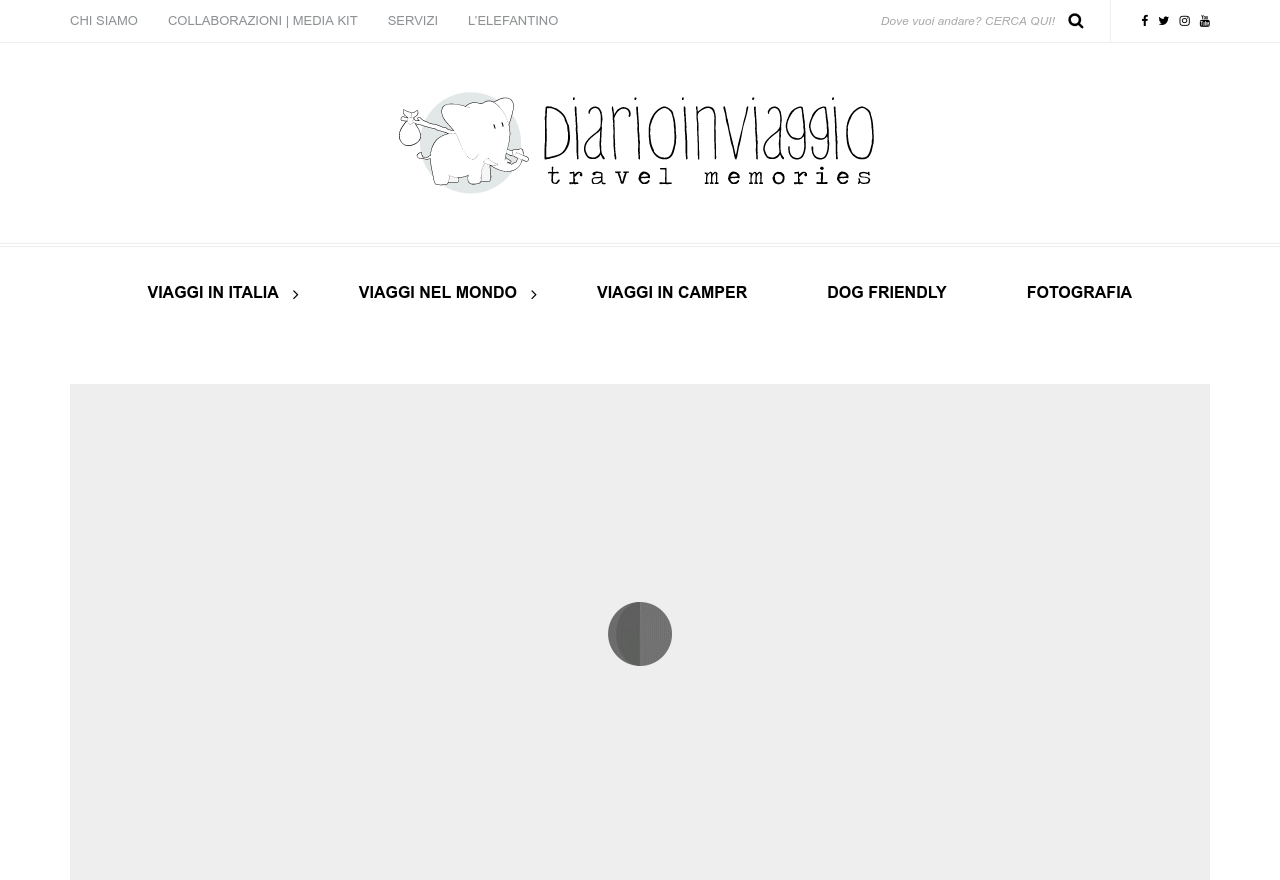 CHI SIAMO COLLABORAZIONI | MEDIA KIT SERVIZI L'ELEFANTINO Dove vuoi andare? CERCA QUI!
diarioinviaggio
travel memories
VIAGGI IN ITALIA VIAGGI NEL MONDO VIAGGI IN CAMPER DOG FRIENDLY FOTOGRAFIA